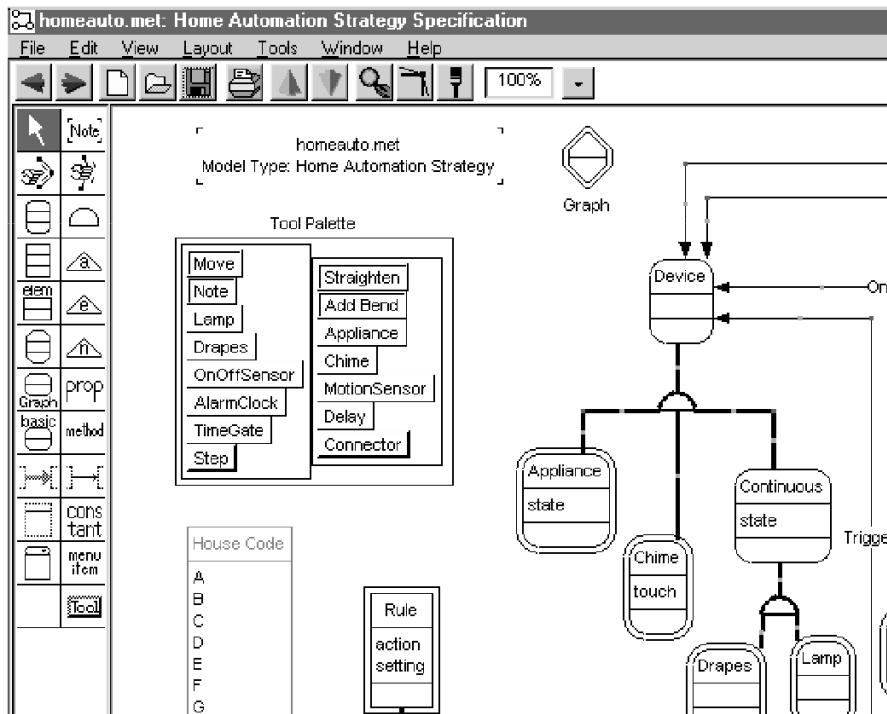 homeauto.met: Home Automation Strategy Specification
File Edit View Layout Tools Window Help
100%
[Note]
elem
Graph
basic
a
e
n
prop
method
cons
tant
menu
item
Tool
homeauto.met
Model Type: Home Automation Strategy
Graph
Tool Palette
Move
Note
Lamp
Drapes
OnOffSensor
AlarmClock
TimeGate
Step
Straighten
Add Bend
Appliance
Chime
MotionSensor
Delay
Connector
House Code
A
B
C
D
E
F
G
Rule
action
setting
Device
On
Appliance
state
Chime
touch
Continuous
state
Trigge
Drapes
Lamp